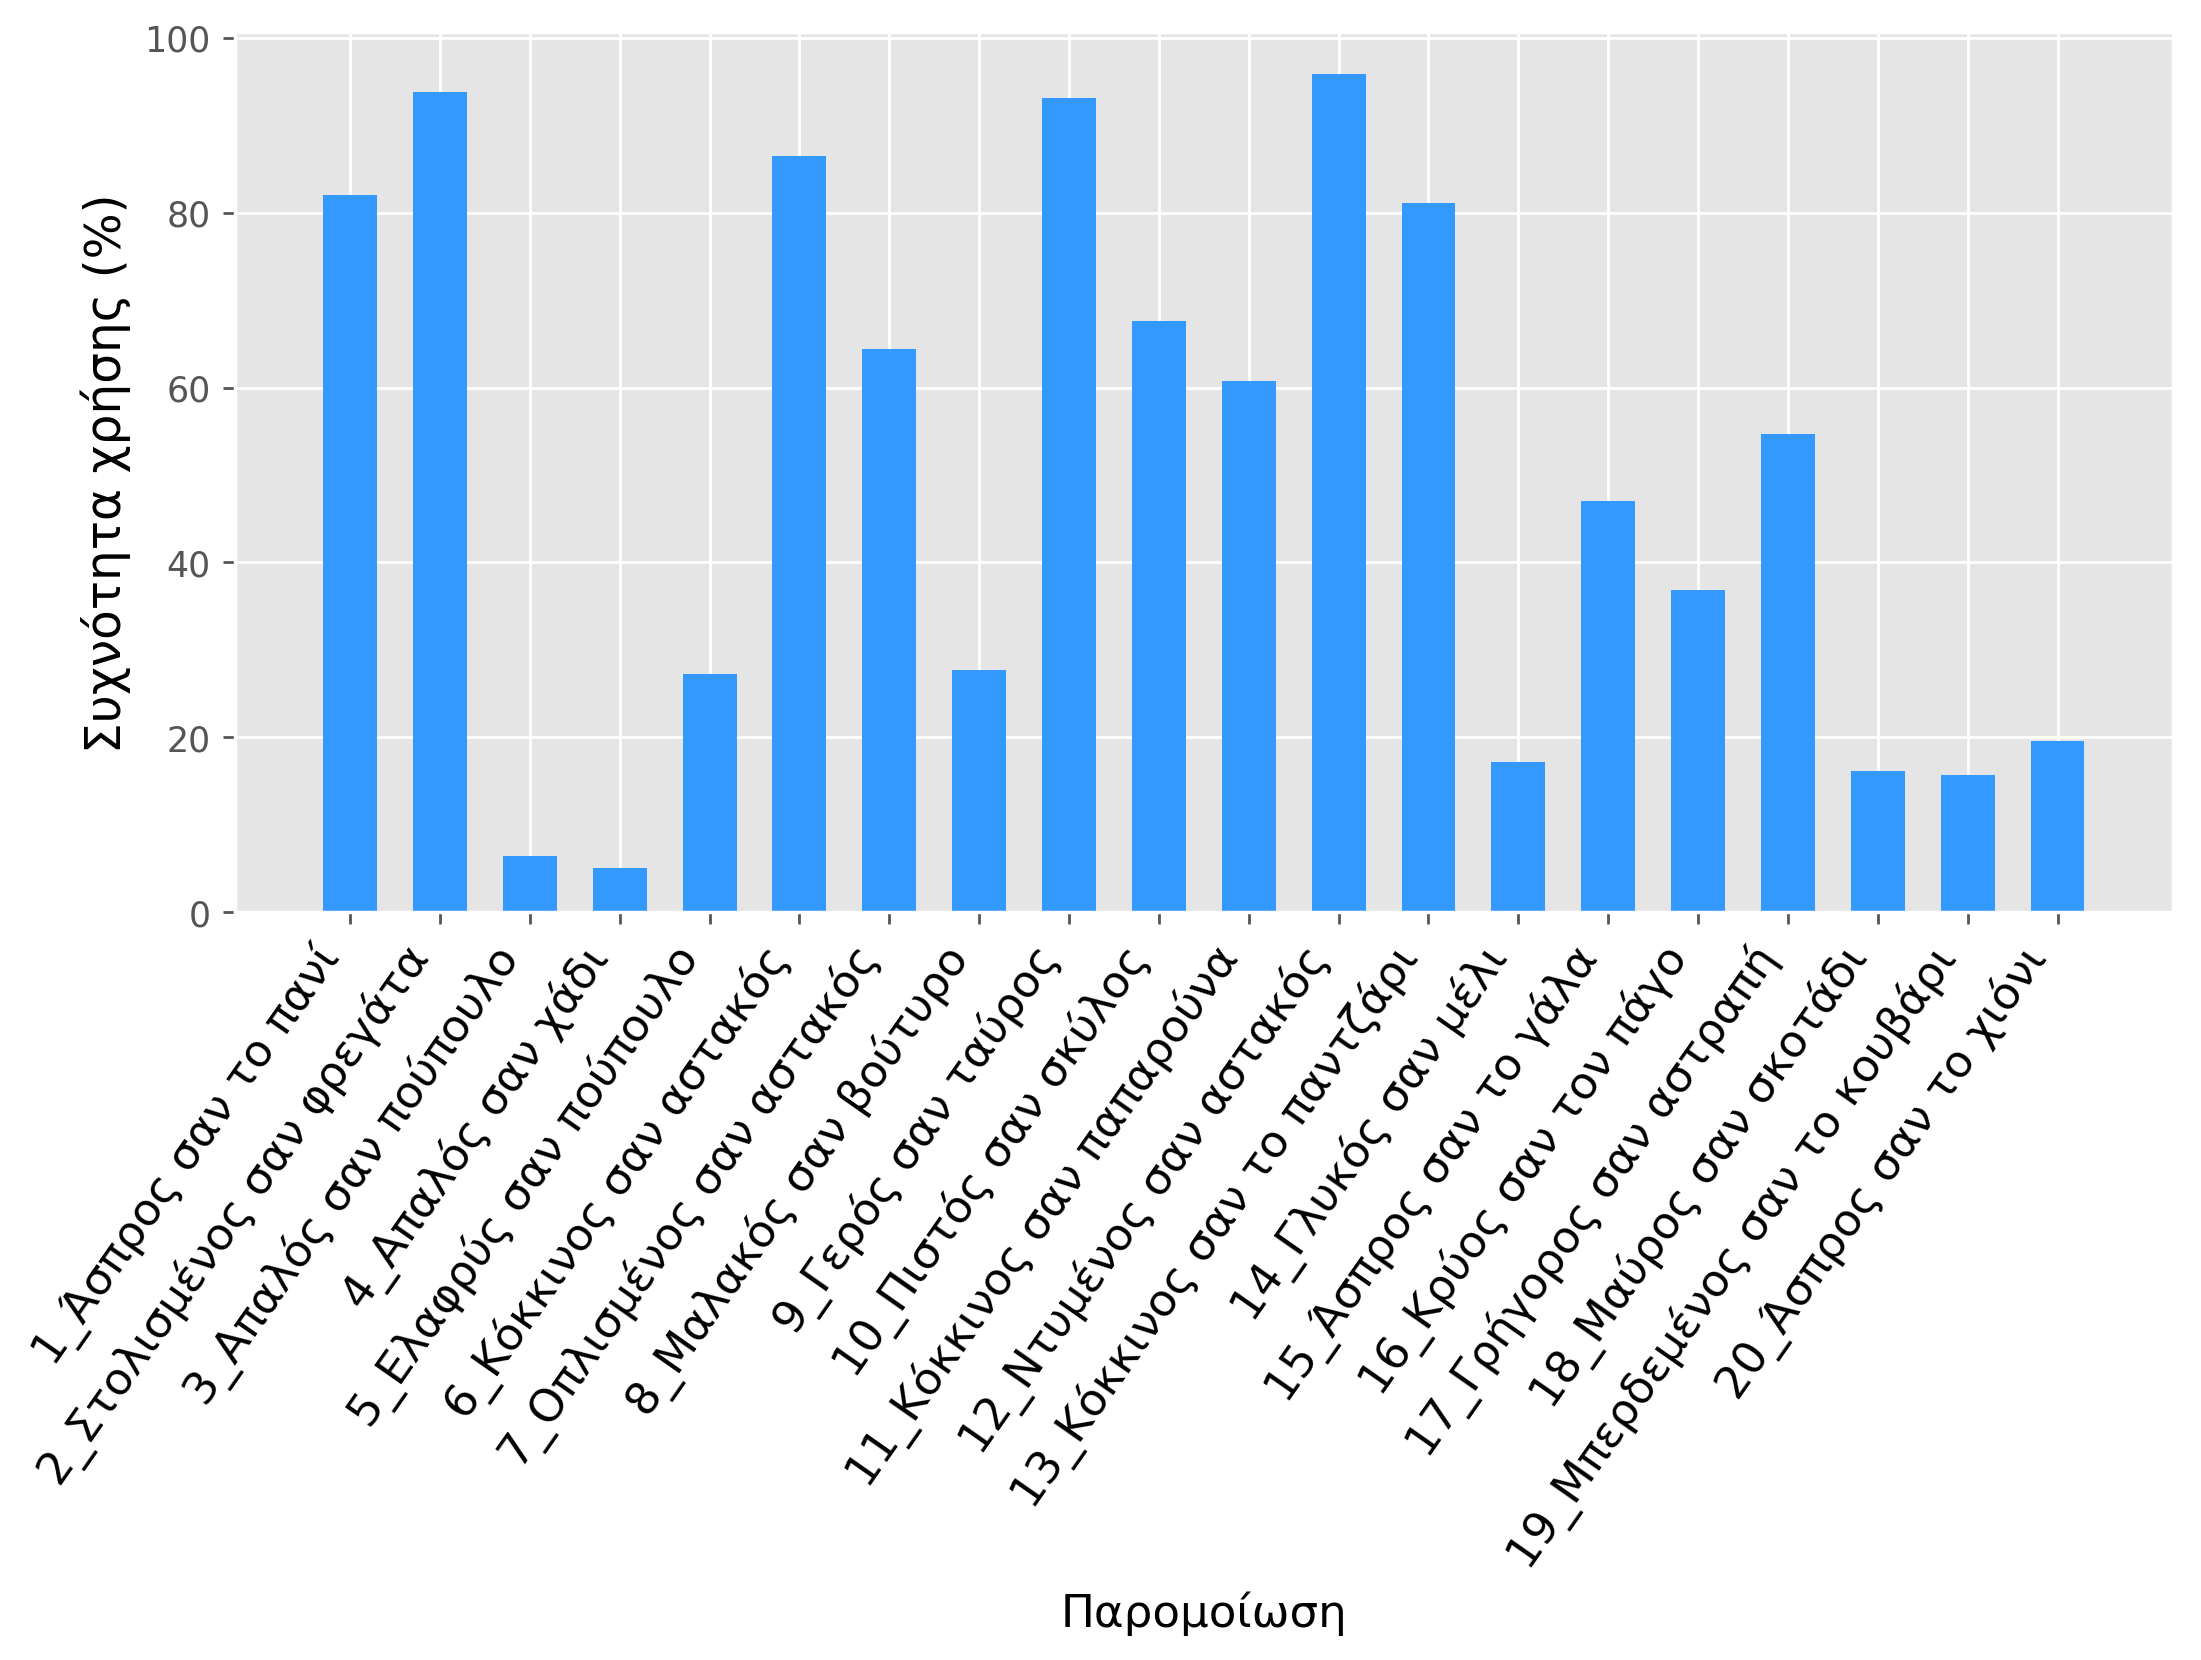 Συχνότητα χρήσης (%)
100
80
60
40
20
0
1_Άσπρος σαν το πανί
2_Στολισμένος σαν φρεγάτα
3_Απαλός σαν πούπουλο
4_Απαλός σαν χάδι
5_Ελαφρύς σαν πούπουλο
6_Κόκκινος σαν αστακός
7_Οπλισμένος σαν αστακός
8_Μαλακός σαν βούτυρο
9_Γερός σαν ταύρος
10_Πιστός σαν σκύλος
11_Κόκκινος σαν παπαρούνα
12_Ντυμένος σαν αστακός
13_Κόκκινος σαν το παντζάρι
14_Γλυκός σαν μέλι
15_Άσπρος σαν το γάλα
16_Κρύος σαν τον πάγο
17_Γρήγορος σαν αστραπή
18_Μαύρος σαν σκοτάδι
19_Μπερδεμένος σαν το κουβάρι
20_Άσπρος σαν το χιόνι
Παρομοίωση